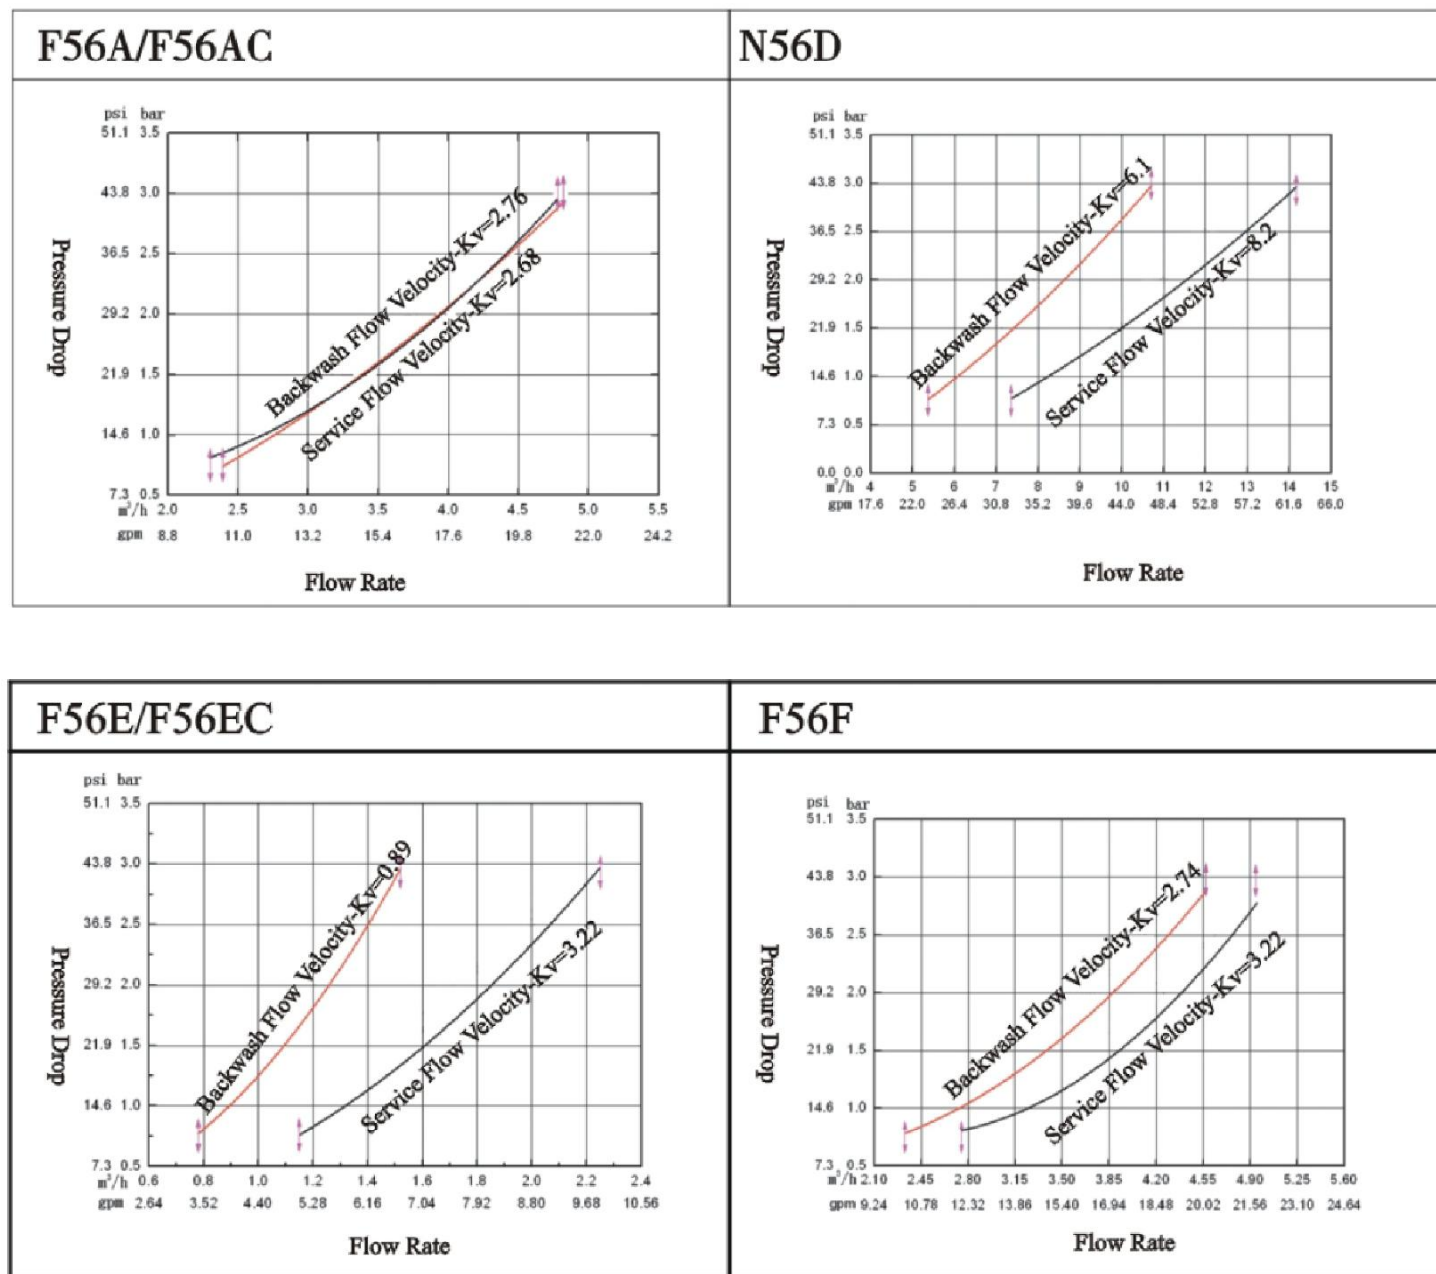 F56A/F56AC
psi bar
51.1 3.5
43.8 3.0
36.5 2.5
29.2 2.0
21.9 1.5
14.6 1.0
7.3 0.5
Pressure Drop
Backwash Flow Velocity-Kv=2.76
Service Flow Velocity-Kv=2.68
m³/h 2.0 2.5 3.0 3.5 4.0 4.5 5.0 5.5
gpm 8.8 11.0 13.2 15.4 17.6 19.8 22.0 24.2
Flow Rate
N56D
psi bar
51.1 3.5
43.8 3.0
36.5 2.5
29.2 2.0
21.9 1.5
14.6 1.0
7.3 0.5
0.0 0.0
Pressure Drop
Backwash Flow Velocity-Kv=6.1
Service Flow Velocity-Kv=8.2
m³/h 4 5 6 7 8 9 10 11 12 13 14 15
gpm 17.6 22.0 26.4 30.8 35.2 39.6 44.0 48.4 52.8 57.2 61.6 66.0
Flow Rate
F56E/F56EC
psi bar
51.1 3.5
43.8 3.0
36.5 2.5
29.2 2.0
21.9 1.5
14.6 1.0
7.3 0.5
Pressure Drop
Backwash Flow Velocity-Kv=0.89
Service Flow Velocity-Kv=3.22
m³/h 0.6 0.8 1.0 1.2 1.4 1.6 1.8 2.0 2.2 2.4
gpm 2.64 3.52 4.40 5.28 6.16 7.04 7.92 8.80 9.68 10.56
Flow Rate
F56F
psi bar
51.1 3.5
43.8 3.0
36.5 2.5
29.2 2.0
21.9 1.5
14.6 1.0
7.3 0.5
Pressure Drop
Backwash Flow Velocity-Kv=2.74
Service Flow Velocity-Kv=3.22
m³/h 2.10 2.45 2.80 3.15 3.50 3.85 4.20 4.55 4.90 5.25 5.60
gpm 9.24 10.78 12.32 13.86 15.40 16.94 18.48 20.02 21.56 23.10 24.64
Flow Rate